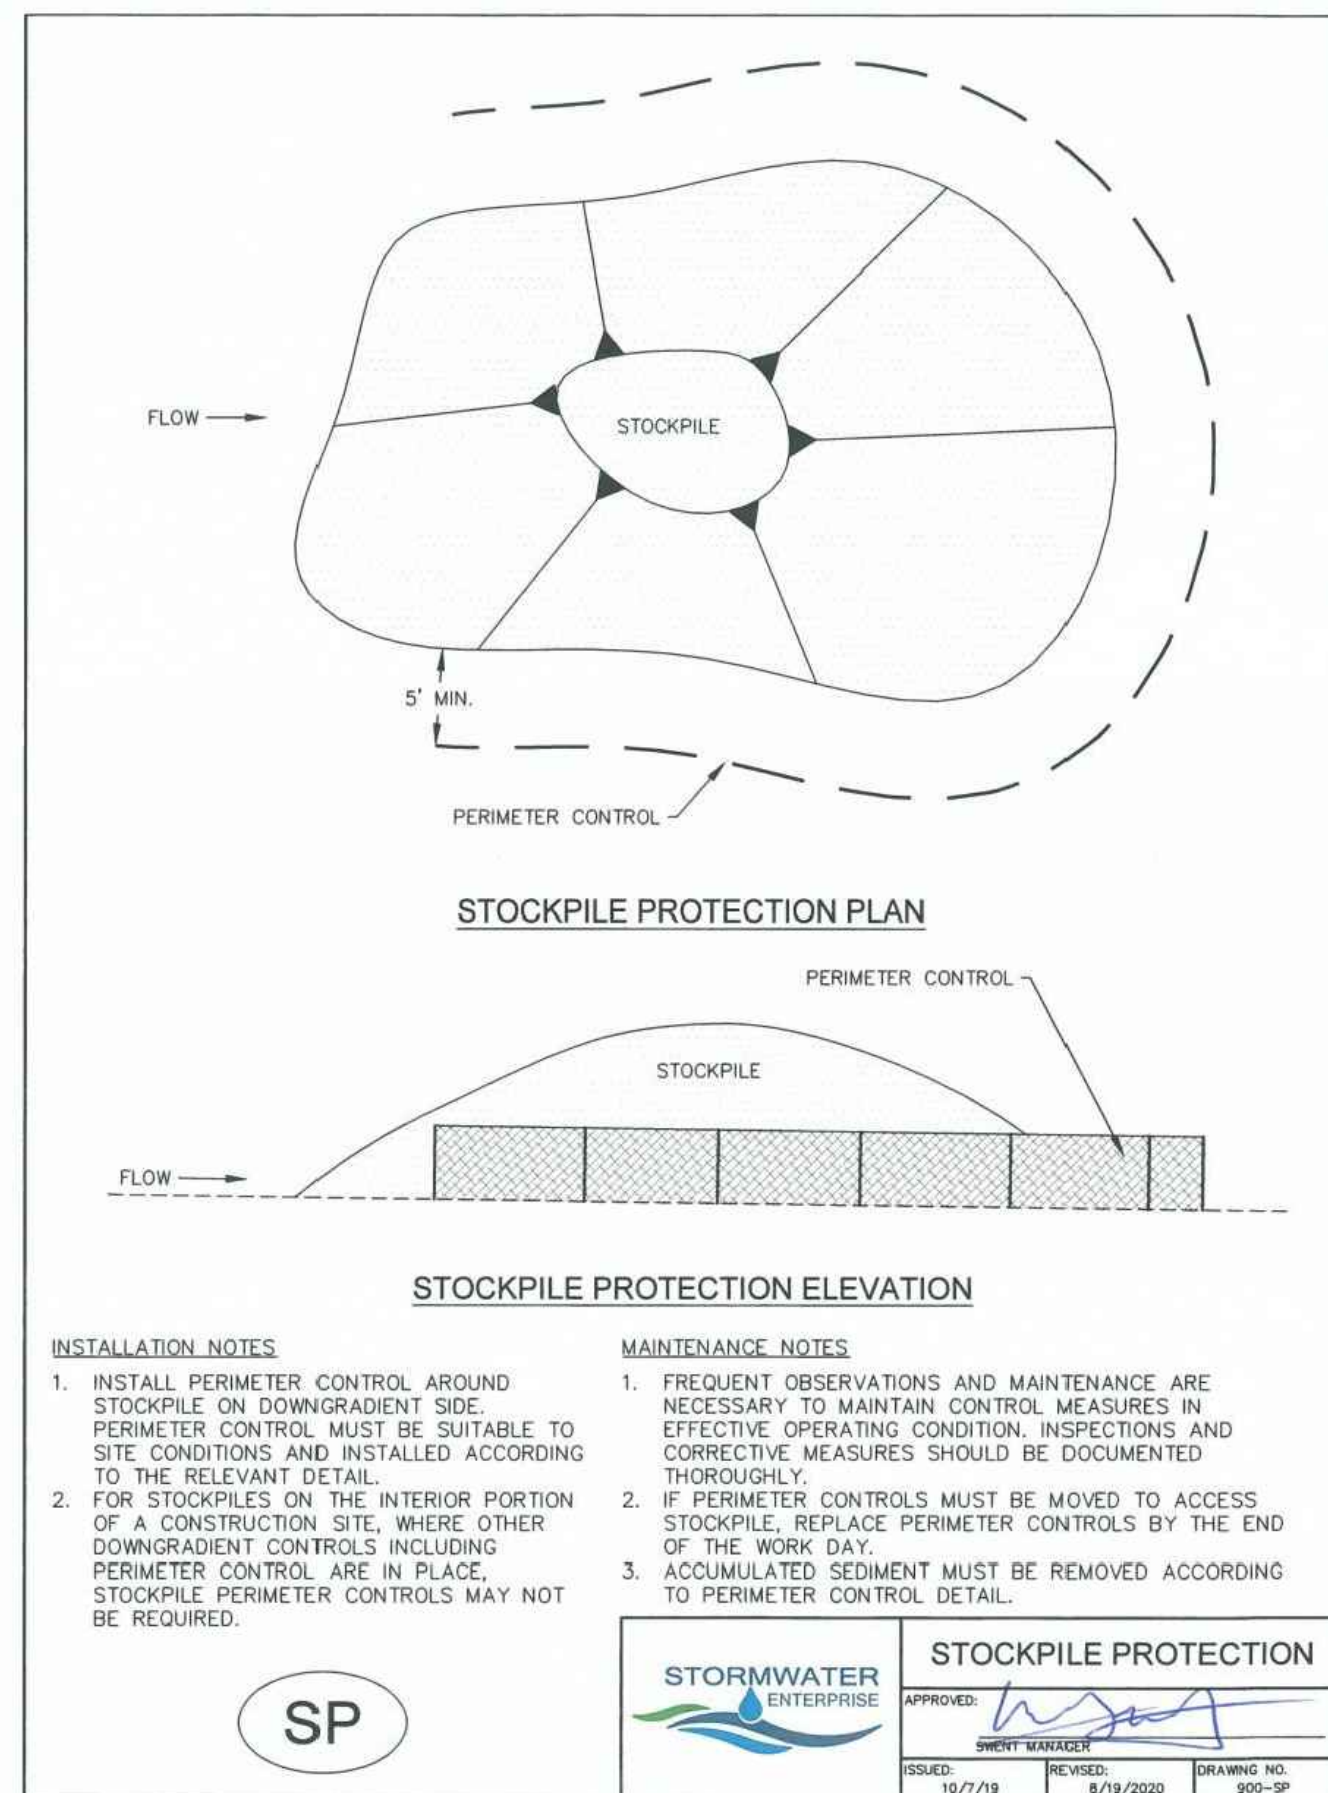 FLOW
STOCKPILE
5' MIN.
PERIMETER CONTROL
STOCKPILE PROTECTION PLAN
PERIMETER CONTROL
STOCKPILE
FLOW
STOCKPILE PROTECTION ELEVATION
INSTALLATION NOTES
1. INSTALL PERIMETER CONTROL AROUND
STOCKPILE ON DOWNGRADIENT SIDE.
PERIMETER CONTROL MUST BE SUITABLE TO
SITE CONDITIONS AND INSTALLED ACCORDING
TO THE RELEVANT DETAIL.
2. FOR STOCKPILES ON THE INTERIOR PORTION
OF A CONSTRUCTION SITE, WHERE OTHER
DOWNGRADIENT CONTROLS INCLUDING
PERIMETER CONTROL ARE IN PLACE,
STOCKPILE PERIMETER CONTROLS MAY NOT
BE REQUIRED.
MAINTENANCE NOTES
1. FREQUENT OBSERVATIONS AND MAINTENANCE ARE
NECESSARY TO MAINTAIN CONTROL MEASURES IN
EFFECTIVE OPERATING CONDITION. INSPECTIONS AND
CORRECTIVE MEASURES SHOULD BE DOCUMENTED
THOROUGHLY.
2. IF PERIMETER CONTROLS MUST BE MOVED TO ACCESS
STOCKPILE, REPLACE PERIMETER CONTROLS BY THE END
OF THE WORK DAY.
3. ACCUMULATED SEDIMENT MUST BE REMOVED ACCORDING
TO PERIMETER CONTROL DETAIL.
SP
STORMWATER
ENTERPRISE
STOCKPILE PROTECTION
APPROVED:
SWENT MANAGER
ISSUED:
10/7/19
REVISED:
8/19/2020
DRAWING NO.
900-SP